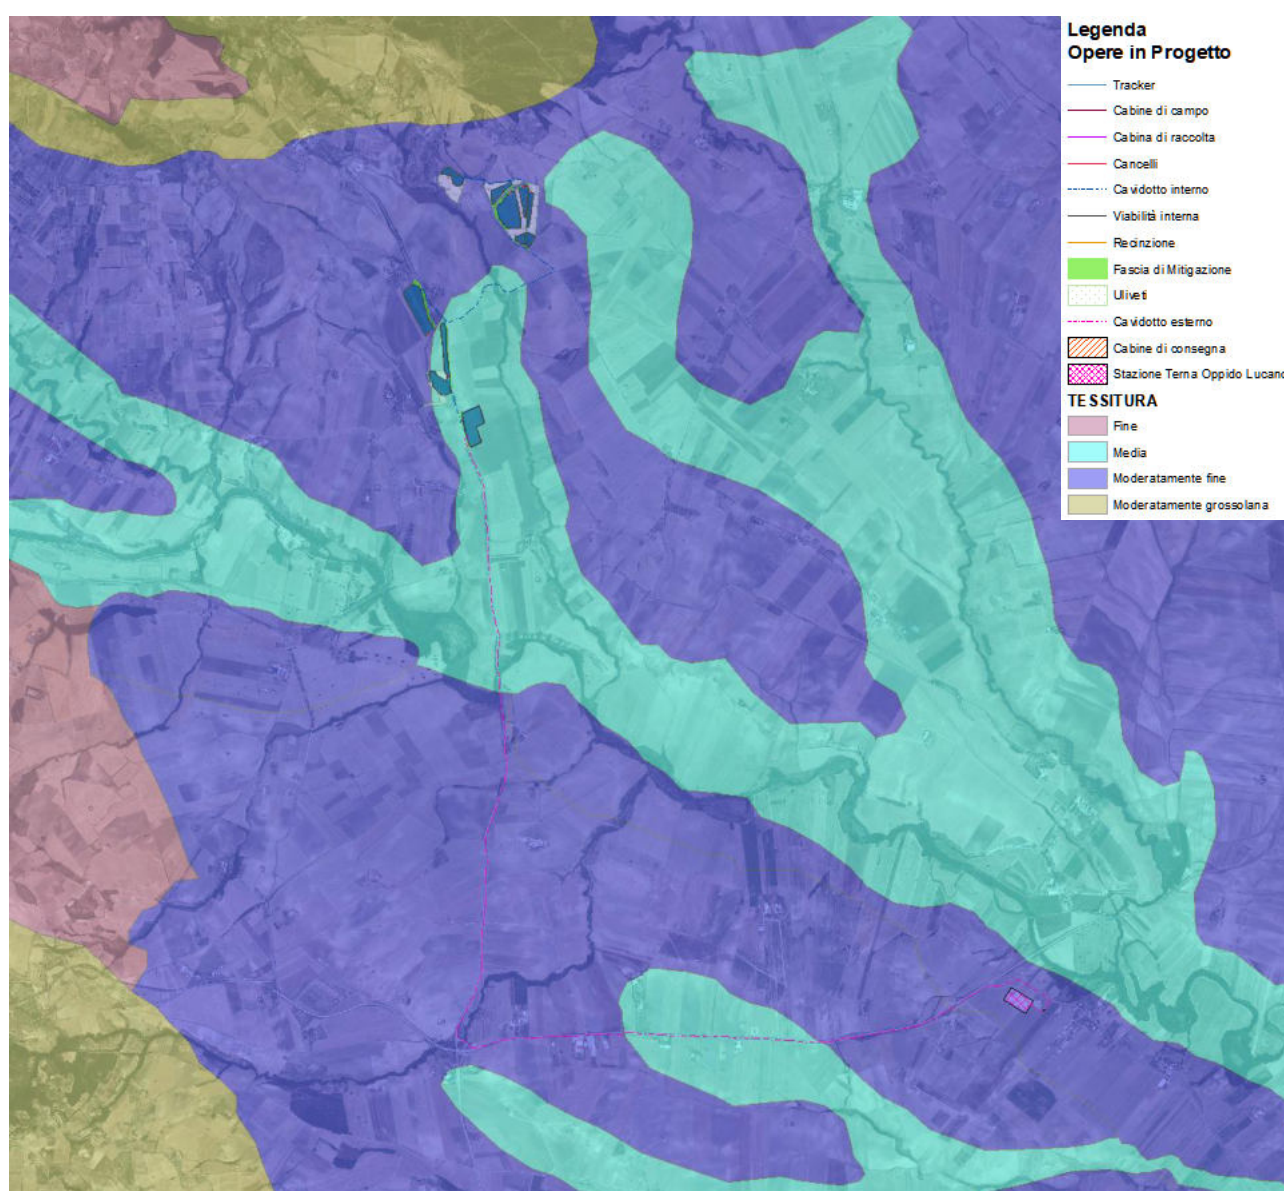 Legenda
Opere in Progetto
Tracker
Cabine di campo
Cabina di raccolta
Cancelli
Cavidotto interno
Viabilità interna
Recinzione
Fascia di Mitigazione
Uliveti
Cavidotto esterno
Cabine di consegna
Stazione Terna Oppido Lucano
TESSITURA
Fine
Media
Moderatamente fine
Moderatamente grossolana